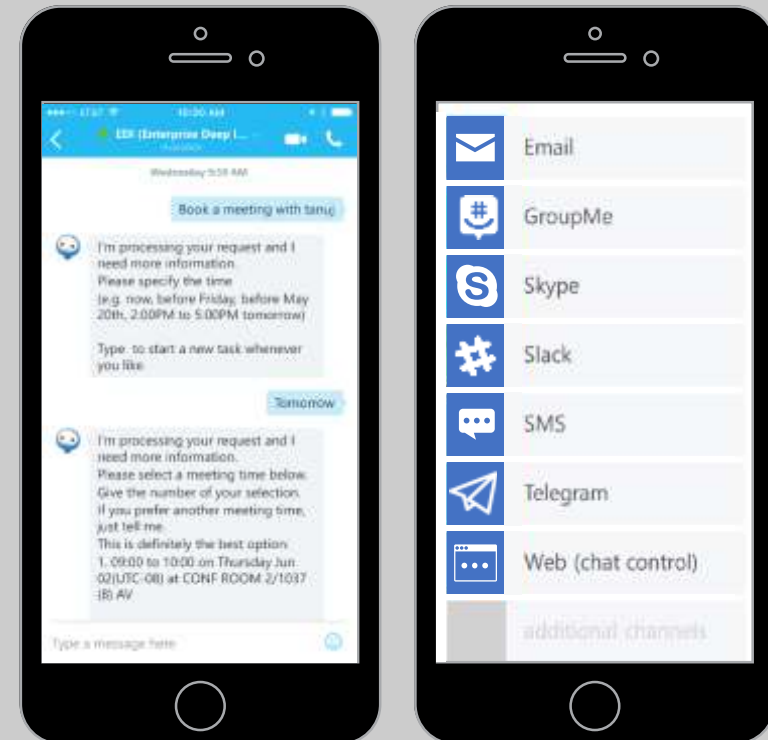 AT&T
10:00 AM
EDI (Enterprise Deep I...
Wednesday 9:59 AM
Book a meeting with tanuj
I'm processing your request and I
need more information.
Please specify the time
(e.g. now, before Friday, before May
20th, 2:00PM to 5:00PM tomorrow)
Type to start a new task whenever
you like
Tomorrow
I'm processing your request and I
need more information.
Please select a meeting time below.
Give the number of your selection.
If you prefer another meeting time,
just tell me.
This is definitely the best option
1. 09:00 to 10:00 on Thursday Jun
02(UTC-08) at CONF ROOM 2/1037
(8) AV
Type a message here
Email
GroupMe
Skype
Slack
SMS
Telegram
Web (chat control)
additional channels